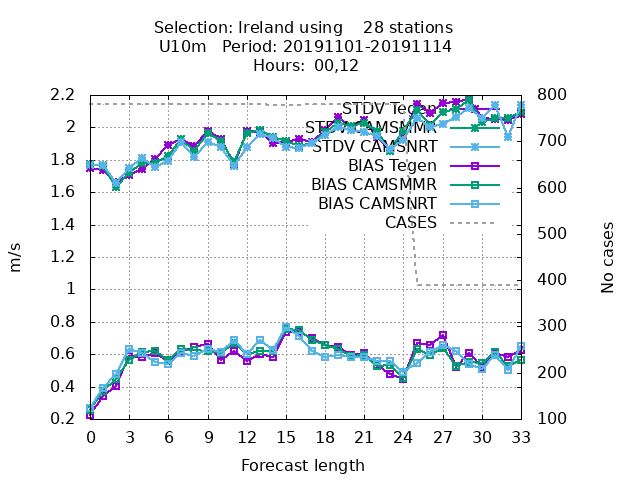 Selection: Ireland using    28 stations
U10m   Period: 20191101-20191114
Hours:  00,12
STDV Tegen
STDV CAMSMMR
STDV CAMSNRT
BIAS Tegen
BIAS CAMSMMR
BIAS CAMSNRT
CASES
m/s
2.2
2
1.8
1.6
1.4
1.2
1
0.8
0.6
0.4
0.2
800
700
600
500
400
300
200
100
No cases
0 3 6 9 12 15 18 21 24 27 30 33
Forecast length